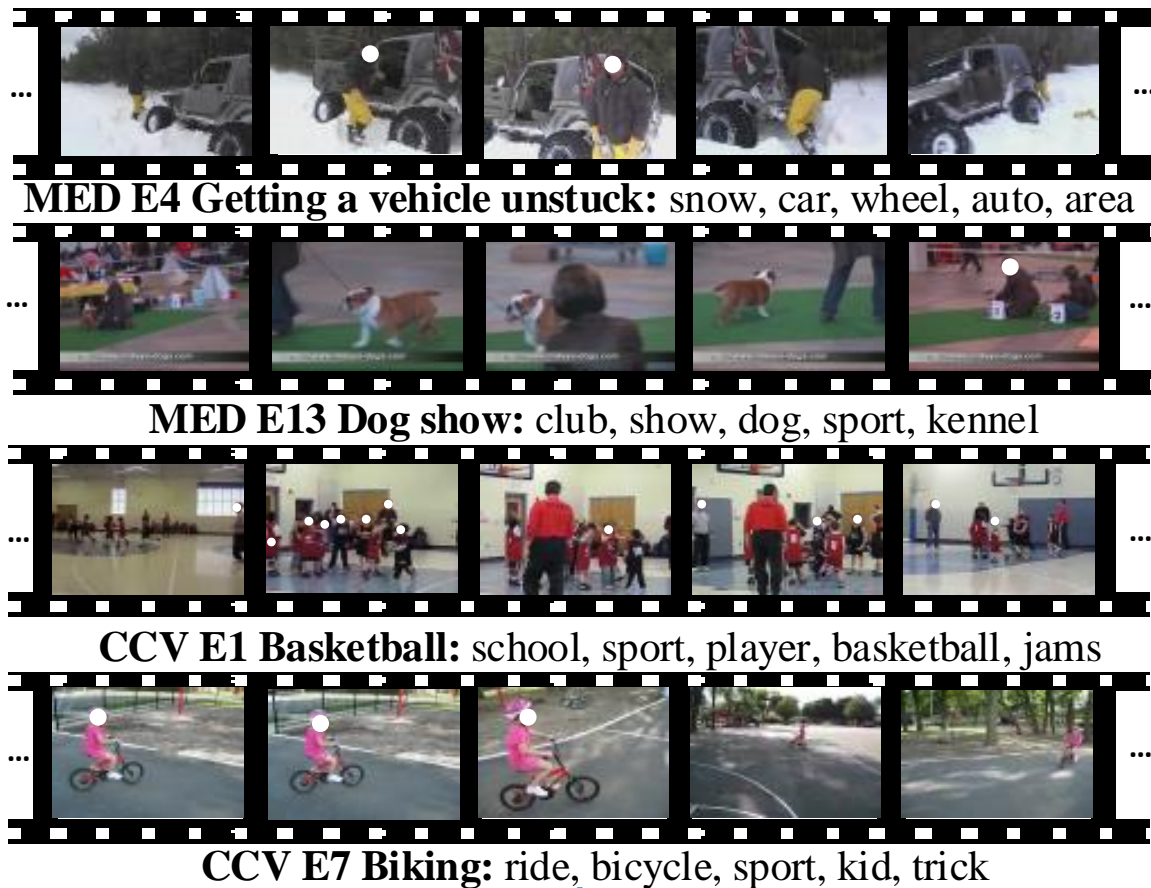 ...
...
MED E4 Getting a vehicle unstuck: snow, car, wheel, auto, area
...
...
MED E13 Dog show: club, show, dog, sport, kennel
...
...
CCV E1 Basketball: school, sport, player, basketball, jams
...
...
CCV E7 Biking: ride, bicycle, sport, kid, trick